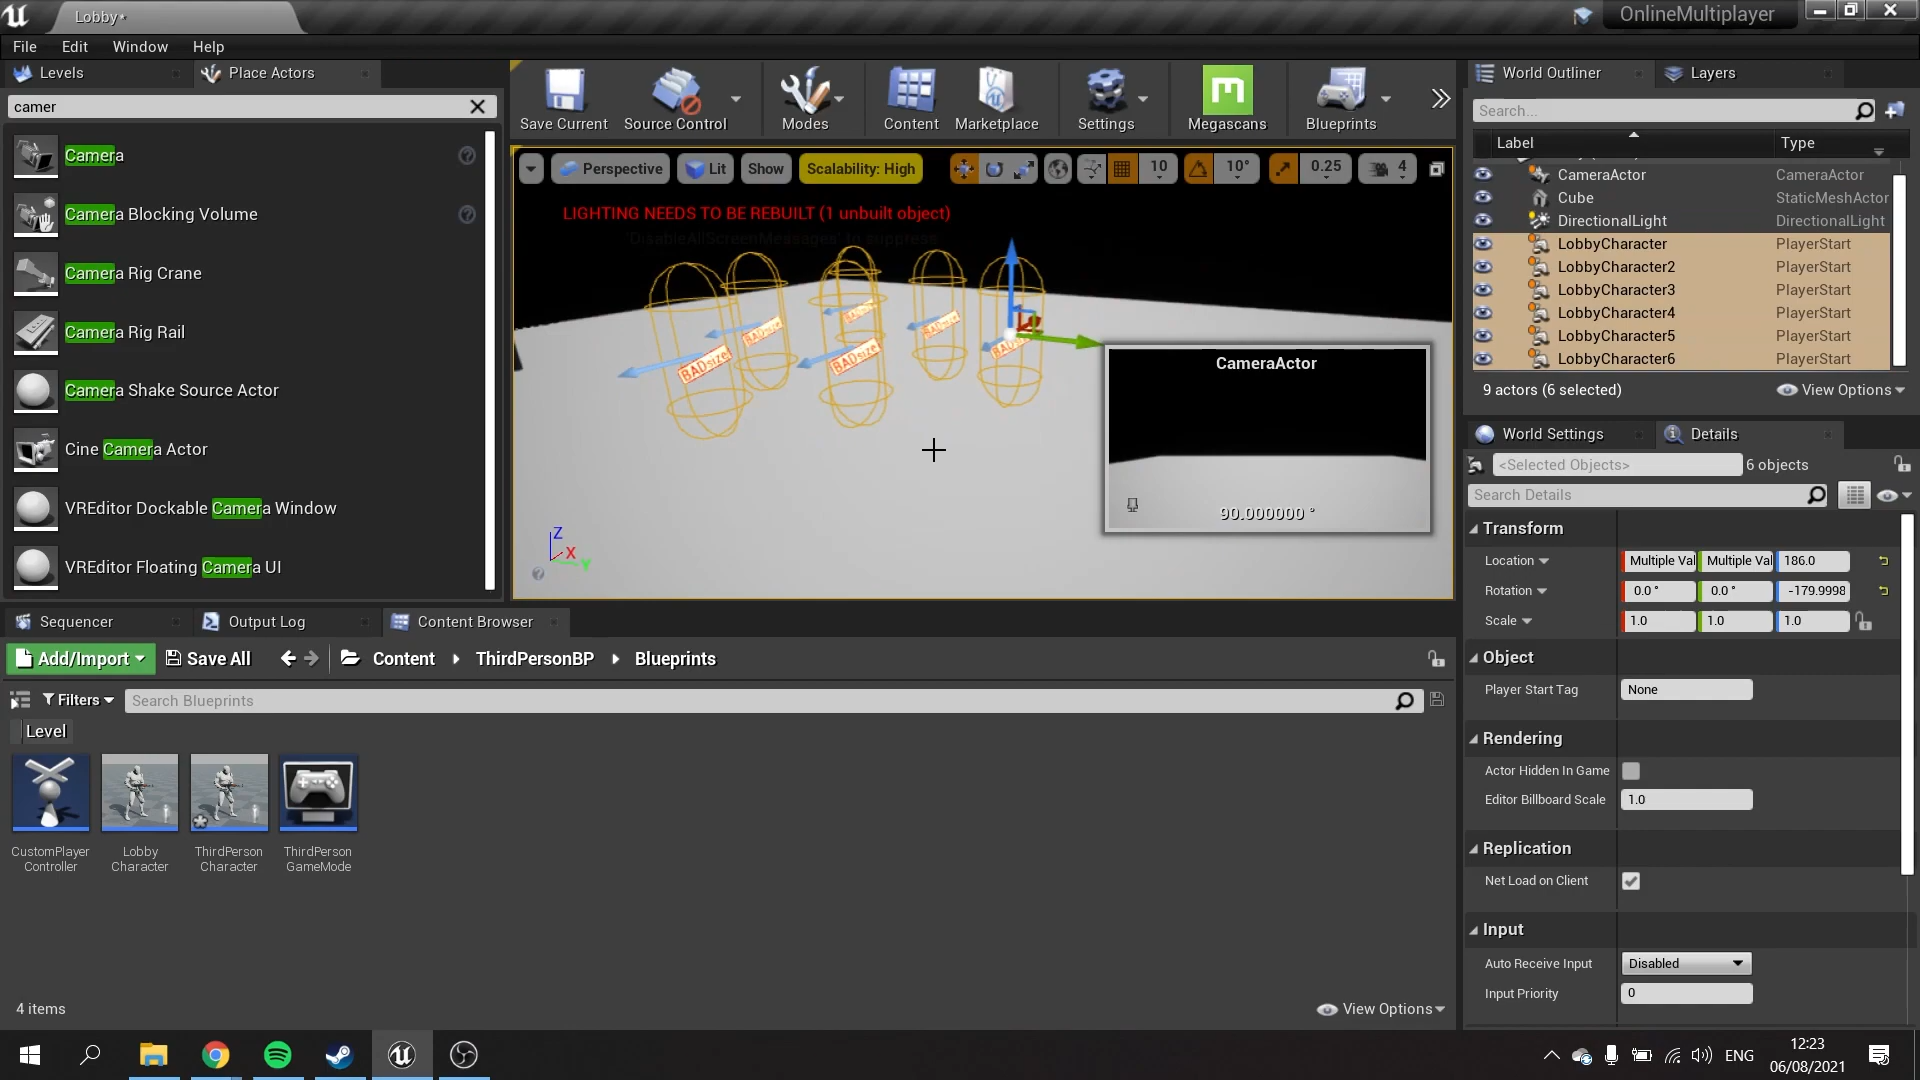 Lobby*
OnlineMultiplayer
File Edit Window Help
Levels
Place Actors
camer
Camera
Camera Blocking Volume
Camera Rig Crane
Camera Rig Rail
Camera Shake Source Actor
Cine Camera Actor
VREditor Dockable Camera Window
VREditor Floating Camera UI
Save Current
Source Control
Modes
Content
Marketplace
Settings
Megascans
Blueprints
Perspective
Lit
Show
Scalability: High
10
10°
0.25
4
LIGHTING NEEDS TO BE REBUILT (1 unbuilt object)
'DisableAllScreenMessages' to suppress
BADsize
BADsize
BADsize
BADsize
BADsize
BADsize
CameraActor
90.000000 °
Z
X
Y
World Outliner
Layers
Search...
Label Type
CameraActor CameraActor
Cube StaticMeshActor
DirectionalLight DirectionalLight
LobbyCharacter PlayerStart
LobbyCharacter2 PlayerStart
LobbyCharacter3 PlayerStart
LobbyCharacter4 PlayerStart
LobbyCharacter5 PlayerStart
LobbyCharacter6 PlayerStart
9 actors (6 selected)
View Options
World Settings
Details
<Selected Objects> 6 objects
Search Details
Transform
Location Multiple Val Multiple Val 186.0
Rotation 0.0 ° 0.0 ° -179.9998
Scale 1.0 1.0 1.0
Object
Player Start Tag None
Rendering
Actor Hidden In Game
Editor Billboard Scale 1.0
Replication
Net Load on Client
Input
Auto Receive Input Disabled
Input Priority 0
Sequencer
Output Log
Content Browser
Add/Import
Save All
Content
ThirdPersonBP
Blueprints
Filters
Search Blueprints
Level
CustomPlayer
Controller
Lobby
Character
ThirdPerson
Character
ThirdPerson
GameMode
4 items
View Options
ENG
12:23
06/08/2021